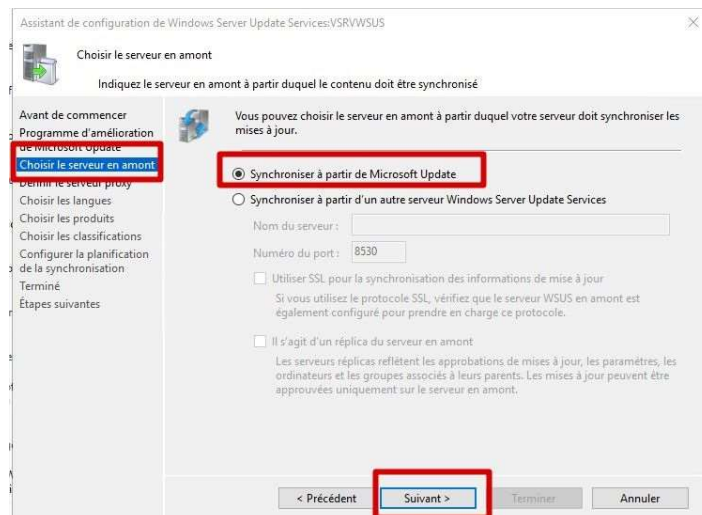 Assistant de configuration de Windows Server Update Services:VSRVWSUS
Choisir le serveur en amont
Indiquez le serveur en amont à partir duquel le contenu doit être synchronisé
Avant de commencer
Programme d'amélioration
de Microsoft Update
Choisir le serveur en amont
Définir le serveur proxy
Choisir les langues
Choisir les produits
Choisir les classifications
Configurer la planification
de la synchronisation
Terminé
Étapes suivantes
Vous pouvez choisir le serveur en amont à partir duquel votre serveur doit synchroniser les
mises à jour.
Synchroniser à partir de Microsoft Update
Synchroniser à partir d'un autre serveur Windows Server Update Services
Nom du serveur :
Numéro du port : 8530
Utiliser SSL pour la synchronisation des informations de mise à jour
Si vous utilisez le protocole SSL, vérifiez que le serveur WSUS en amont est
également configuré pour prendre en charge ce protocole.
Il s'agit d'un réplica du serveur en amont
Les serveurs réplicas reflètent les approbations de mises à jour, les paramètres, les
ordinateurs et les groupes associés à leurs parents. Les mises à jour peuvent être
approuvées uniquement sur le serveur en amont.
< Précédent Suivant > Terminer Annuler